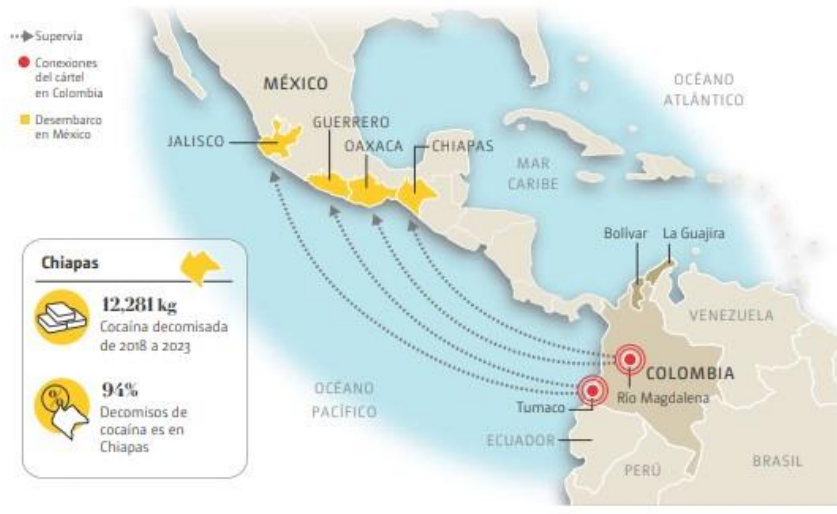 Supervía
Conexiones
del cártel
en Colombia
Desembarco
en México
MÉXICO
JALISCO
GUERRERO
OAXACA
CHIAPAS
OCÉANO
ATLÁNTICO
MAR
CARIBE
Bolívar
La Guajira
VENEZUELA
COLOMBIA
Río Magdalena
Tumaco
ECUADOR
PERÚ
BRASIL
OCÉANO
PACÍFICO
Chiapas
12,281 kg
Cocaína decomisada
de 2018 a 2023
%
94%
Decomisos de
cocaína es en
Chiapas